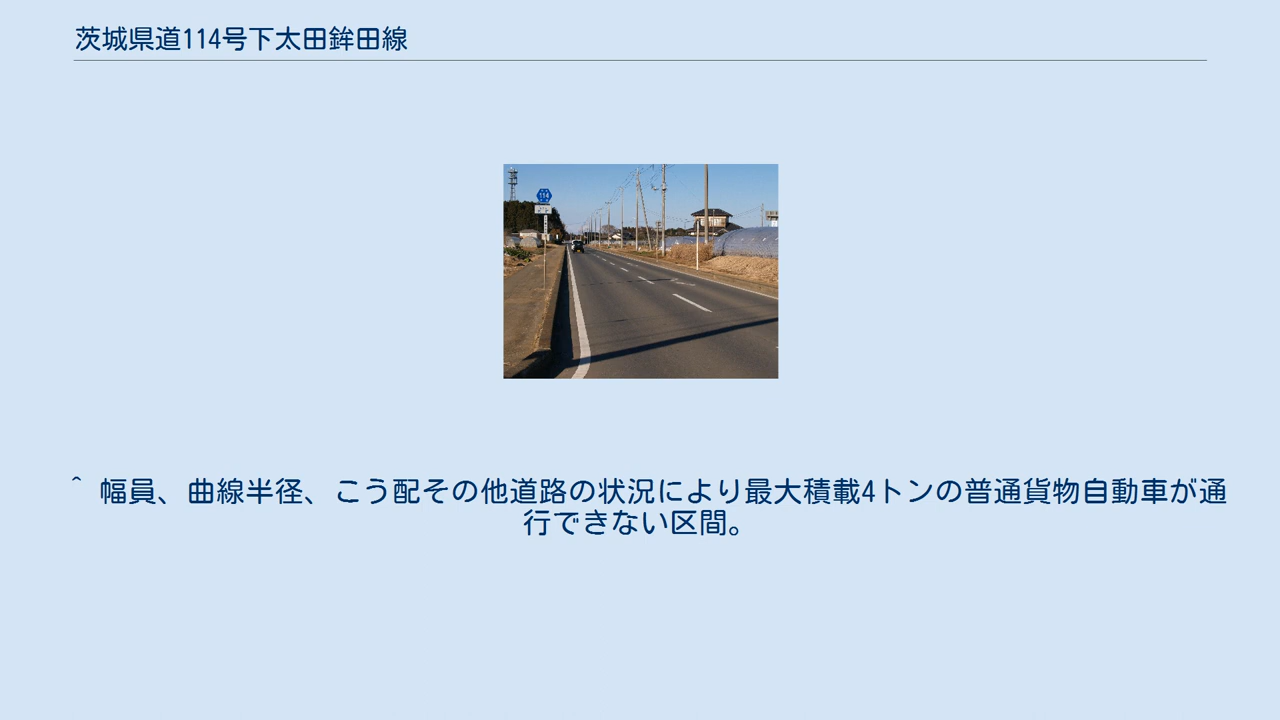 茨城県道114号下太田鉾田線
114
^ 幅員、曲線半径、こう配その他道路の状況により最大積載4トンの普通貨物自動車が通
行できない区間。